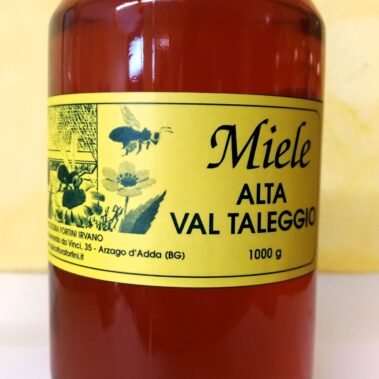 Miele
ALTA
VAL TALEGGIO
1000 g
FORTINI IRVANO
da Vinci, 35 - Arzago d'Adda (BG)